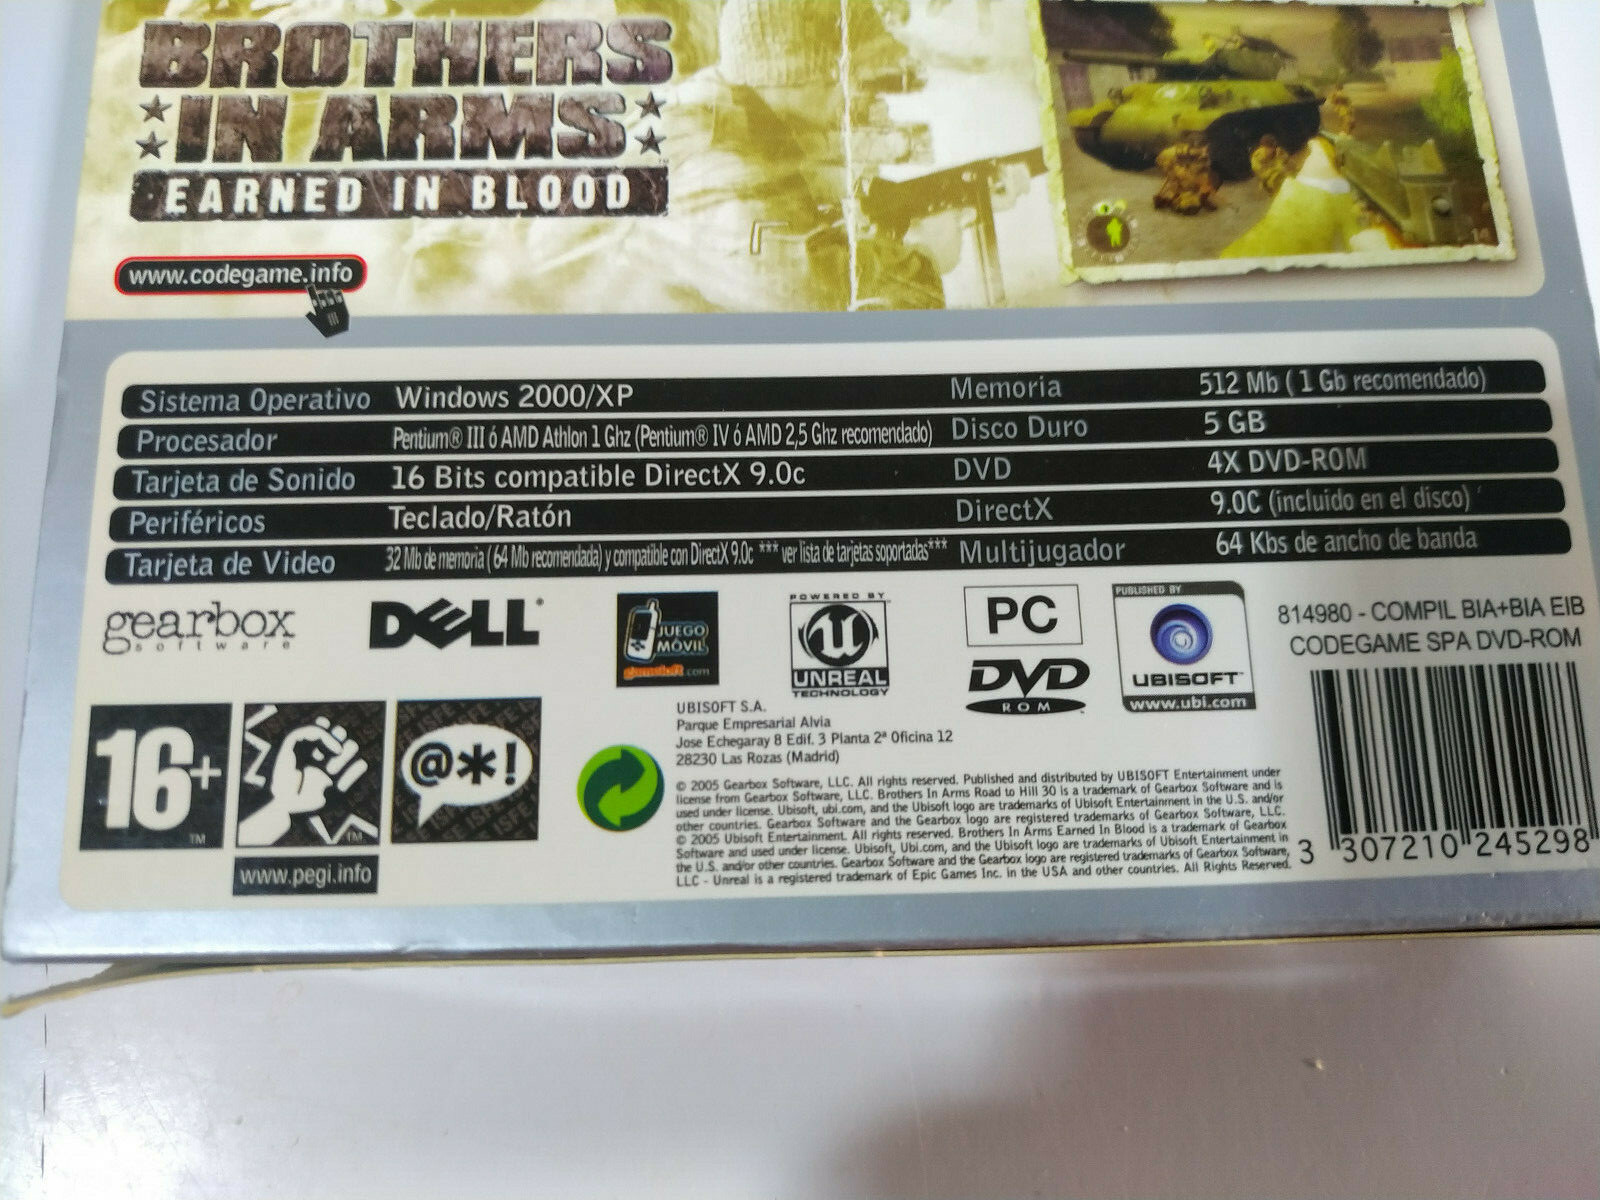 BROTHERS
IN ARMS
EARNED IN BLOOD
www.codegame.info
Sistema Operativo Windows 2000/XP Memoria 512 Mb ( 1 Gb recomendado)
Procesador Pentium® III ó AMD Athlon 1 Ghz (Pentium® IV ó AMD 2,5 Ghz recomendado) Disco Duro 5 GB
Tarjeta de Sonido 16 Bits compatible DirectX 9.0c DVD 4X DVD-ROM
Periféricos Teclado/Ratón DirectX 9.0C (incluido en el disco)
Tarjeta de Video 32 Mb de memoria ( 64 Mb recomendada) y compatible con DirectX 9.0c *** ver lista de tarjetas soportadas*** Multijugador 64 Kbs de ancho de banda
gearbox
software
DELL
JUEGO
MÓVIL
gameloft.com
POWERED BY
UNREAL
TECHNOLOGY
PC
DVD
ROM
PUBLISHED BY
UBISOFT™
www.ubi.com
814980 - COMPIL BIA+BIA EIB
CODEGAME SPA DVD-ROM
16+
TM
TM
@*!
www.pegi.info
UBISOFT S.A.
Parque Empresarial Alvia
Jose Echegaray 8 Edif. 3 Planta 2ª Oficina 12
28230 Las Rozas (Madrid)
© 2005 Gearbox Software, LLC. All rights reserved. Published and distributed by UBISOFT Entertainment under
license from Gearbox Software, LLC. Brothers In Arms Road to Hill 30 is a trademark of Gearbox Software and is
used under license. Ubisoft, ubi.com, and the Ubisoft logo are trademarks of Ubisoft Entertainment in the U.S. and/or
other countries. Gearbox Software and the Gearbox logo are registered trademarks of Gearbox Software, LLC.
© 2005 Ubisoft Entertainment. All rights reserved. Brothers In Arms Earned In Blood is a trademark of Gearbox
Software and used under license. Ubisoft, Ubi.com, and the Ubisoft logo are trademarks of Ubisoft Entertainment in
the U.S. and/or other countries. Gearbox Software and the Gearbox logo are registered trademarks of Gearbox Software,
LLC - Unreal is a registered trademark of Epic Games Inc. in the USA and other countries. All Rights Reserved.
3 307210 245298